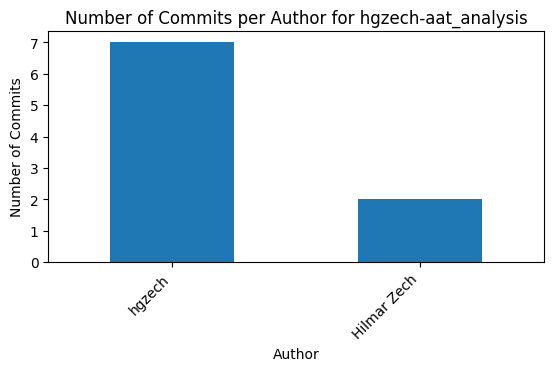 Number of Commits per Author for hgzech-aat_analysis
Number of Commits
7
6
5
4
3
2
1
0
hgzech
Hilmar Zech
Author